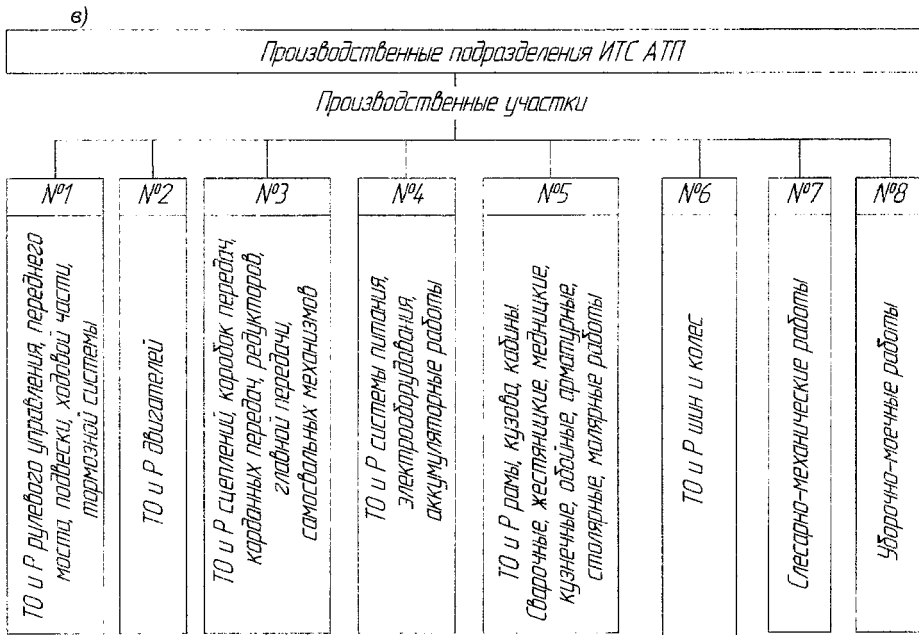 в)
Производственные подразделения ИТС АТП
Производственные участки
№1
№2
№3
№4
№5
№6
№7
№8
ТО и Р рулевого управления, переднего
моста, подвески, ходовой части,
тормозной системы
ТО и Р двигателей
ТО и Р сцеплений, коробок передач,
карданных передач, редукторов,
главной передачи,
самосвальных механизмов
ТО и Р системы питания,
электрооборудования,
аккумуляторные работы
ТО и Р рамы, кузова, кабины.
Сварочные, жестяницкие, медницкие,
кузнечные, обойные, арматурные,
столярные, малярные работы
ТО и Р шин и колес
Слесарно-механические работы
Уборочно-моечные работы